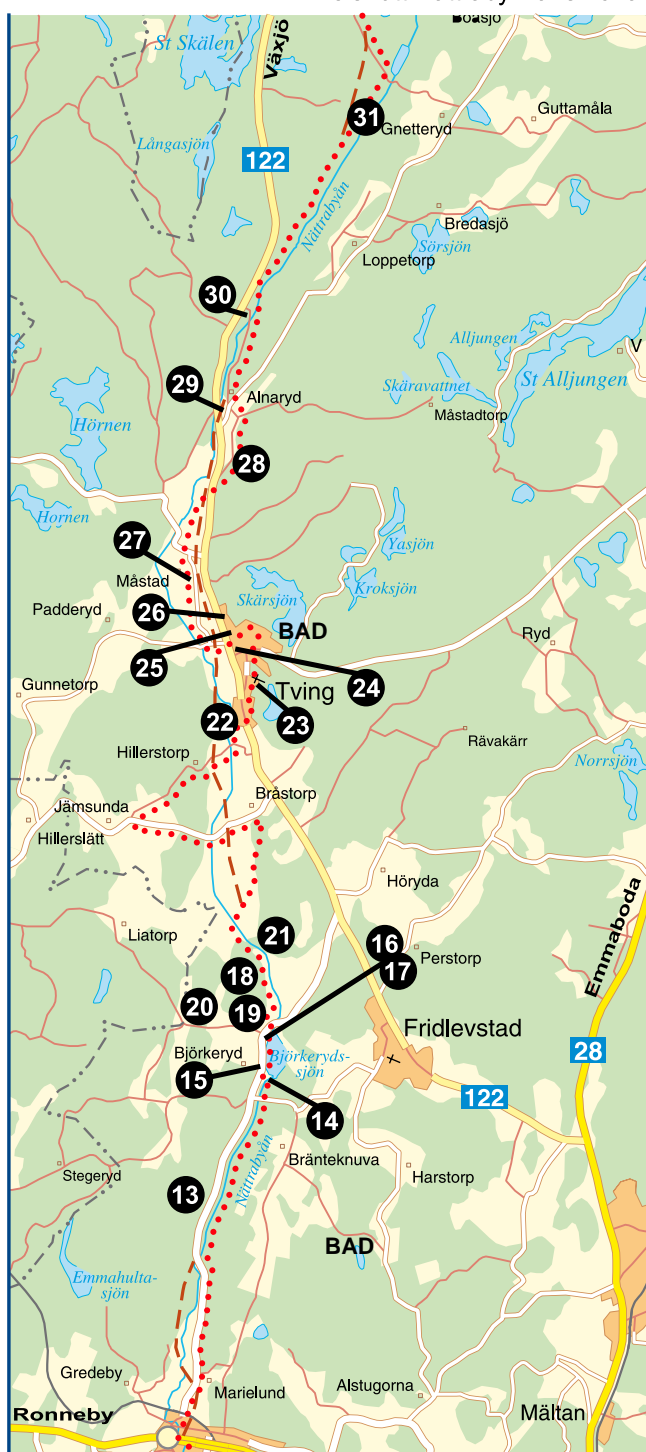 St Skälen
Växjö
31
Gnetteryd
Guttamåla
Långasjön
122
Nättrabyån
Bredasjö
Sörsjön
Loppetorp
30
Alljungen
St Alljungen
V
29
Alnaryd
Skäravattnet
Måstadtorp
Hörnen
28
Hornen
27
Yasjön
Kroksjön
Måstad
Skärsjön
Padderyd
26
BAD
Ryd
25
24
Gunnetorp
Tving
22
23
Rävakärr
Hillerstorp
Norrsjön
Bråstorp
Jämsunda
Hillerslätt
Höryda
Emmaboda
Liatorp
21
16
17
Perstorp
18
20
19
Fridlevstad
Björkeryd
Björkeryds-
sjön
28
15
14
122
Nättrabyån
Bränteknuva
Harstorp
Stegeryd
13
BAD
Emmahulta-
sjön
Gredeby
Marielund
Alstugorna
Ronneby
Mältan